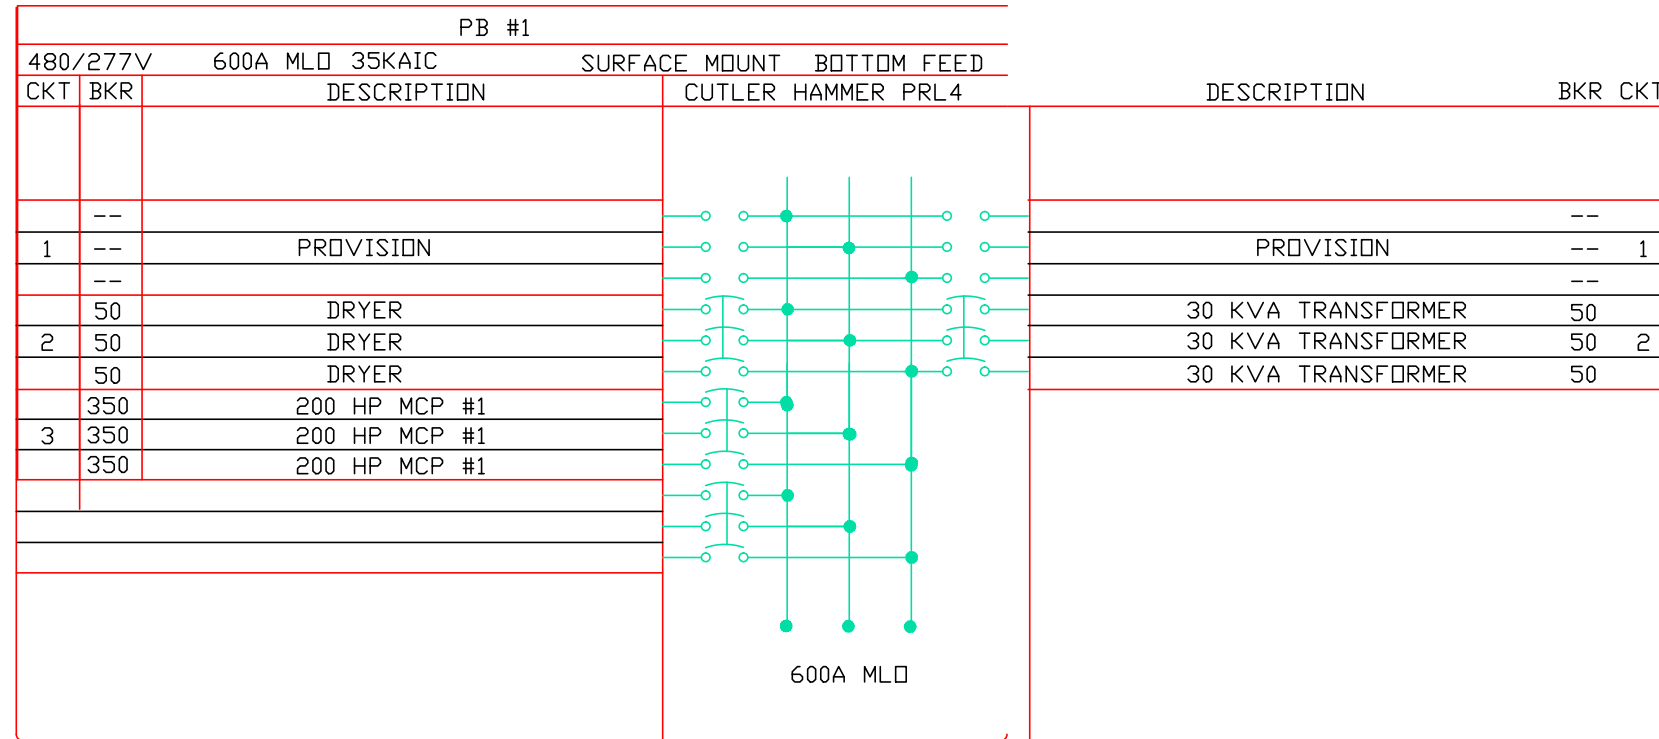 PB #1
480/277V 600A MLO 35KAIC SURFACE MOUNT BOTTOM FEED
CKT BKR DESCRIPTION CUTLER HAMMER PRL4 DESCRIPTION BKR CKT
-- --
1 -- PROVISION PROVISION -- 1
-- --
50 DRYER 30 KVA TRANSFORMER 50
2 50 DRYER 30 KVA TRANSFORMER 50 2
50 DRYER 30 KVA TRANSFORMER 50
350 200 HP MCP #1
3 350 200 HP MCP #1
350 200 HP MCP #1
600A MLO